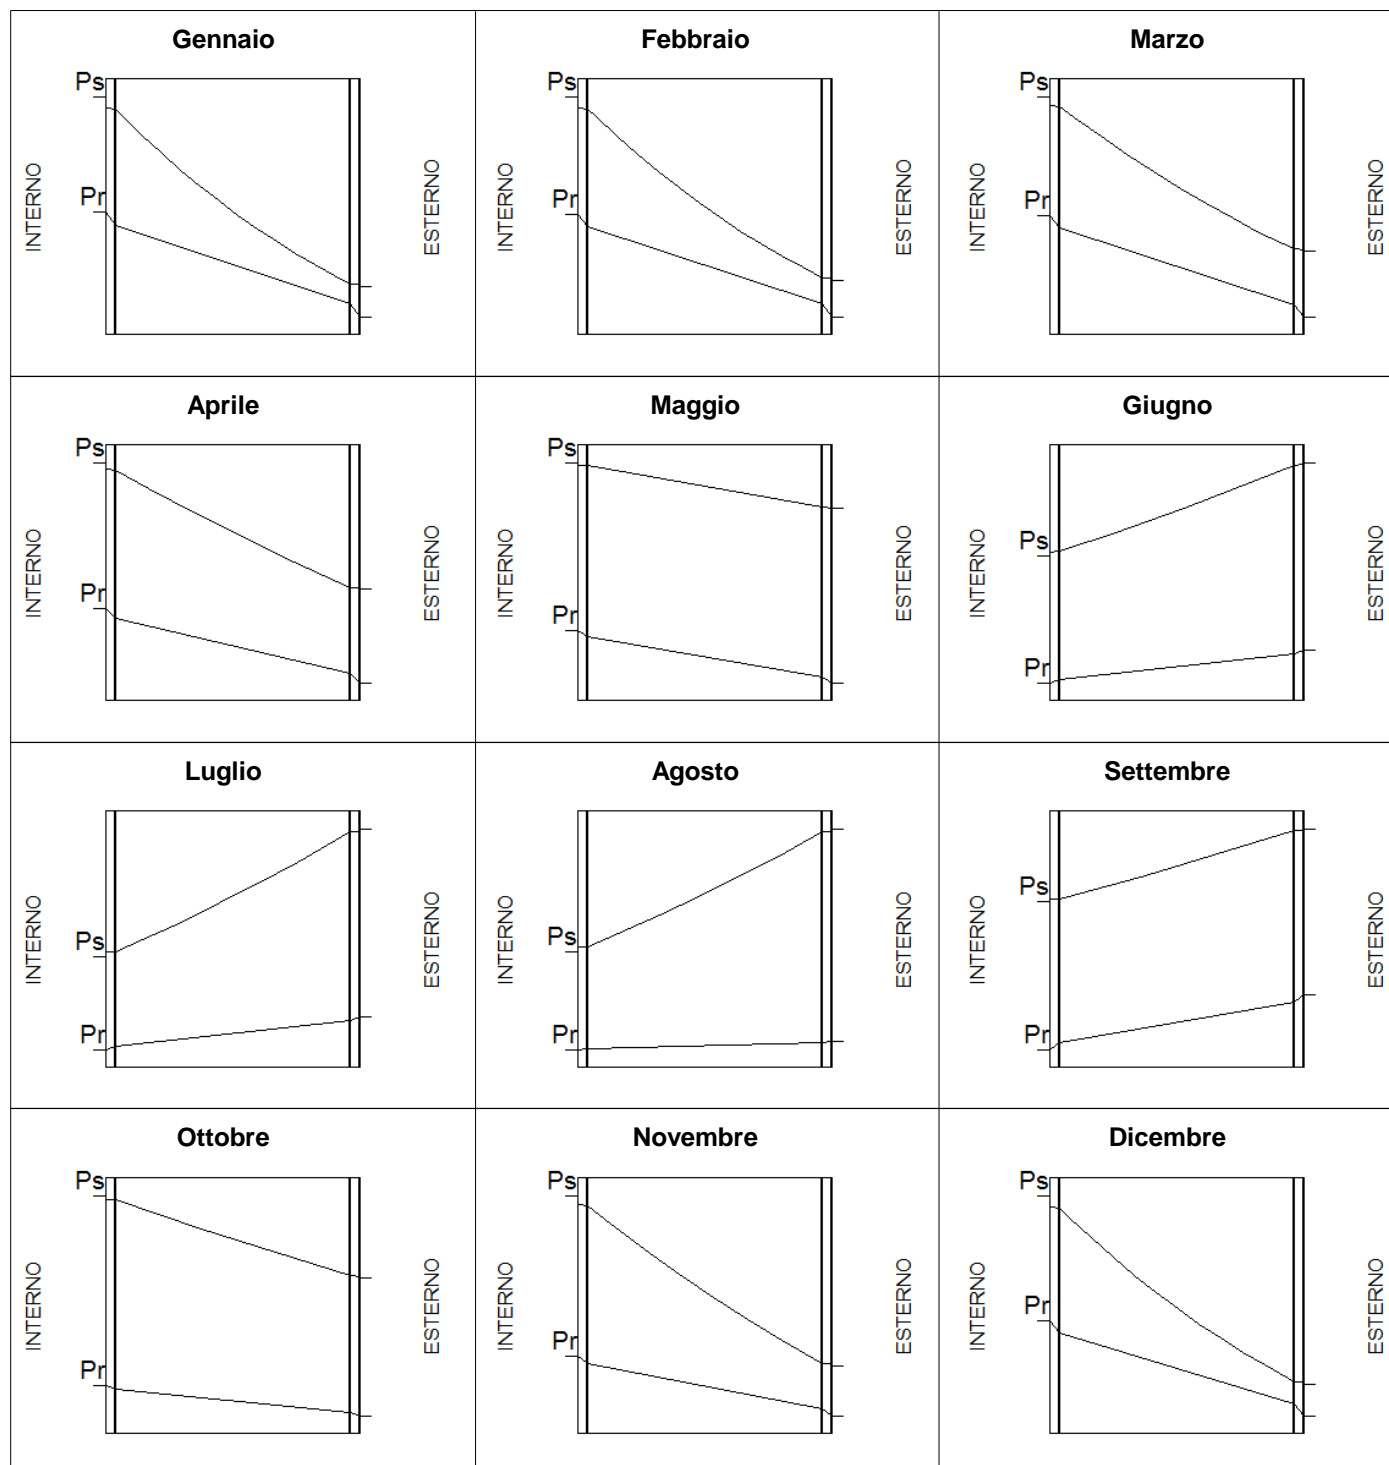 Gennaio
Ps
Pr
INTERNO
ESTERNO
Febbraio
Ps
Pr
INTERNO
ESTERNO
Marzo
Ps
Pr
INTERNO
ESTERNO
Aprile
Ps
Pr
INTERNO
ESTERNO
Maggio
Ps
Pr
INTERNO
ESTERNO
Giugno
Ps
Pr
INTERNO
ESTERNO
Luglio
Ps
Pr
INTERNO
ESTERNO
Agosto
Ps
Pr
INTERNO
ESTERNO
Settembre
Ps
Pr
INTERNO
ESTERNO
Ottobre
Ps
Pr
INTERNO
ESTERNO
Novembre
Ps
Pr
INTERNO
ESTERNO
Dicembre
Ps
Pr
INTERNO
ESTERNO